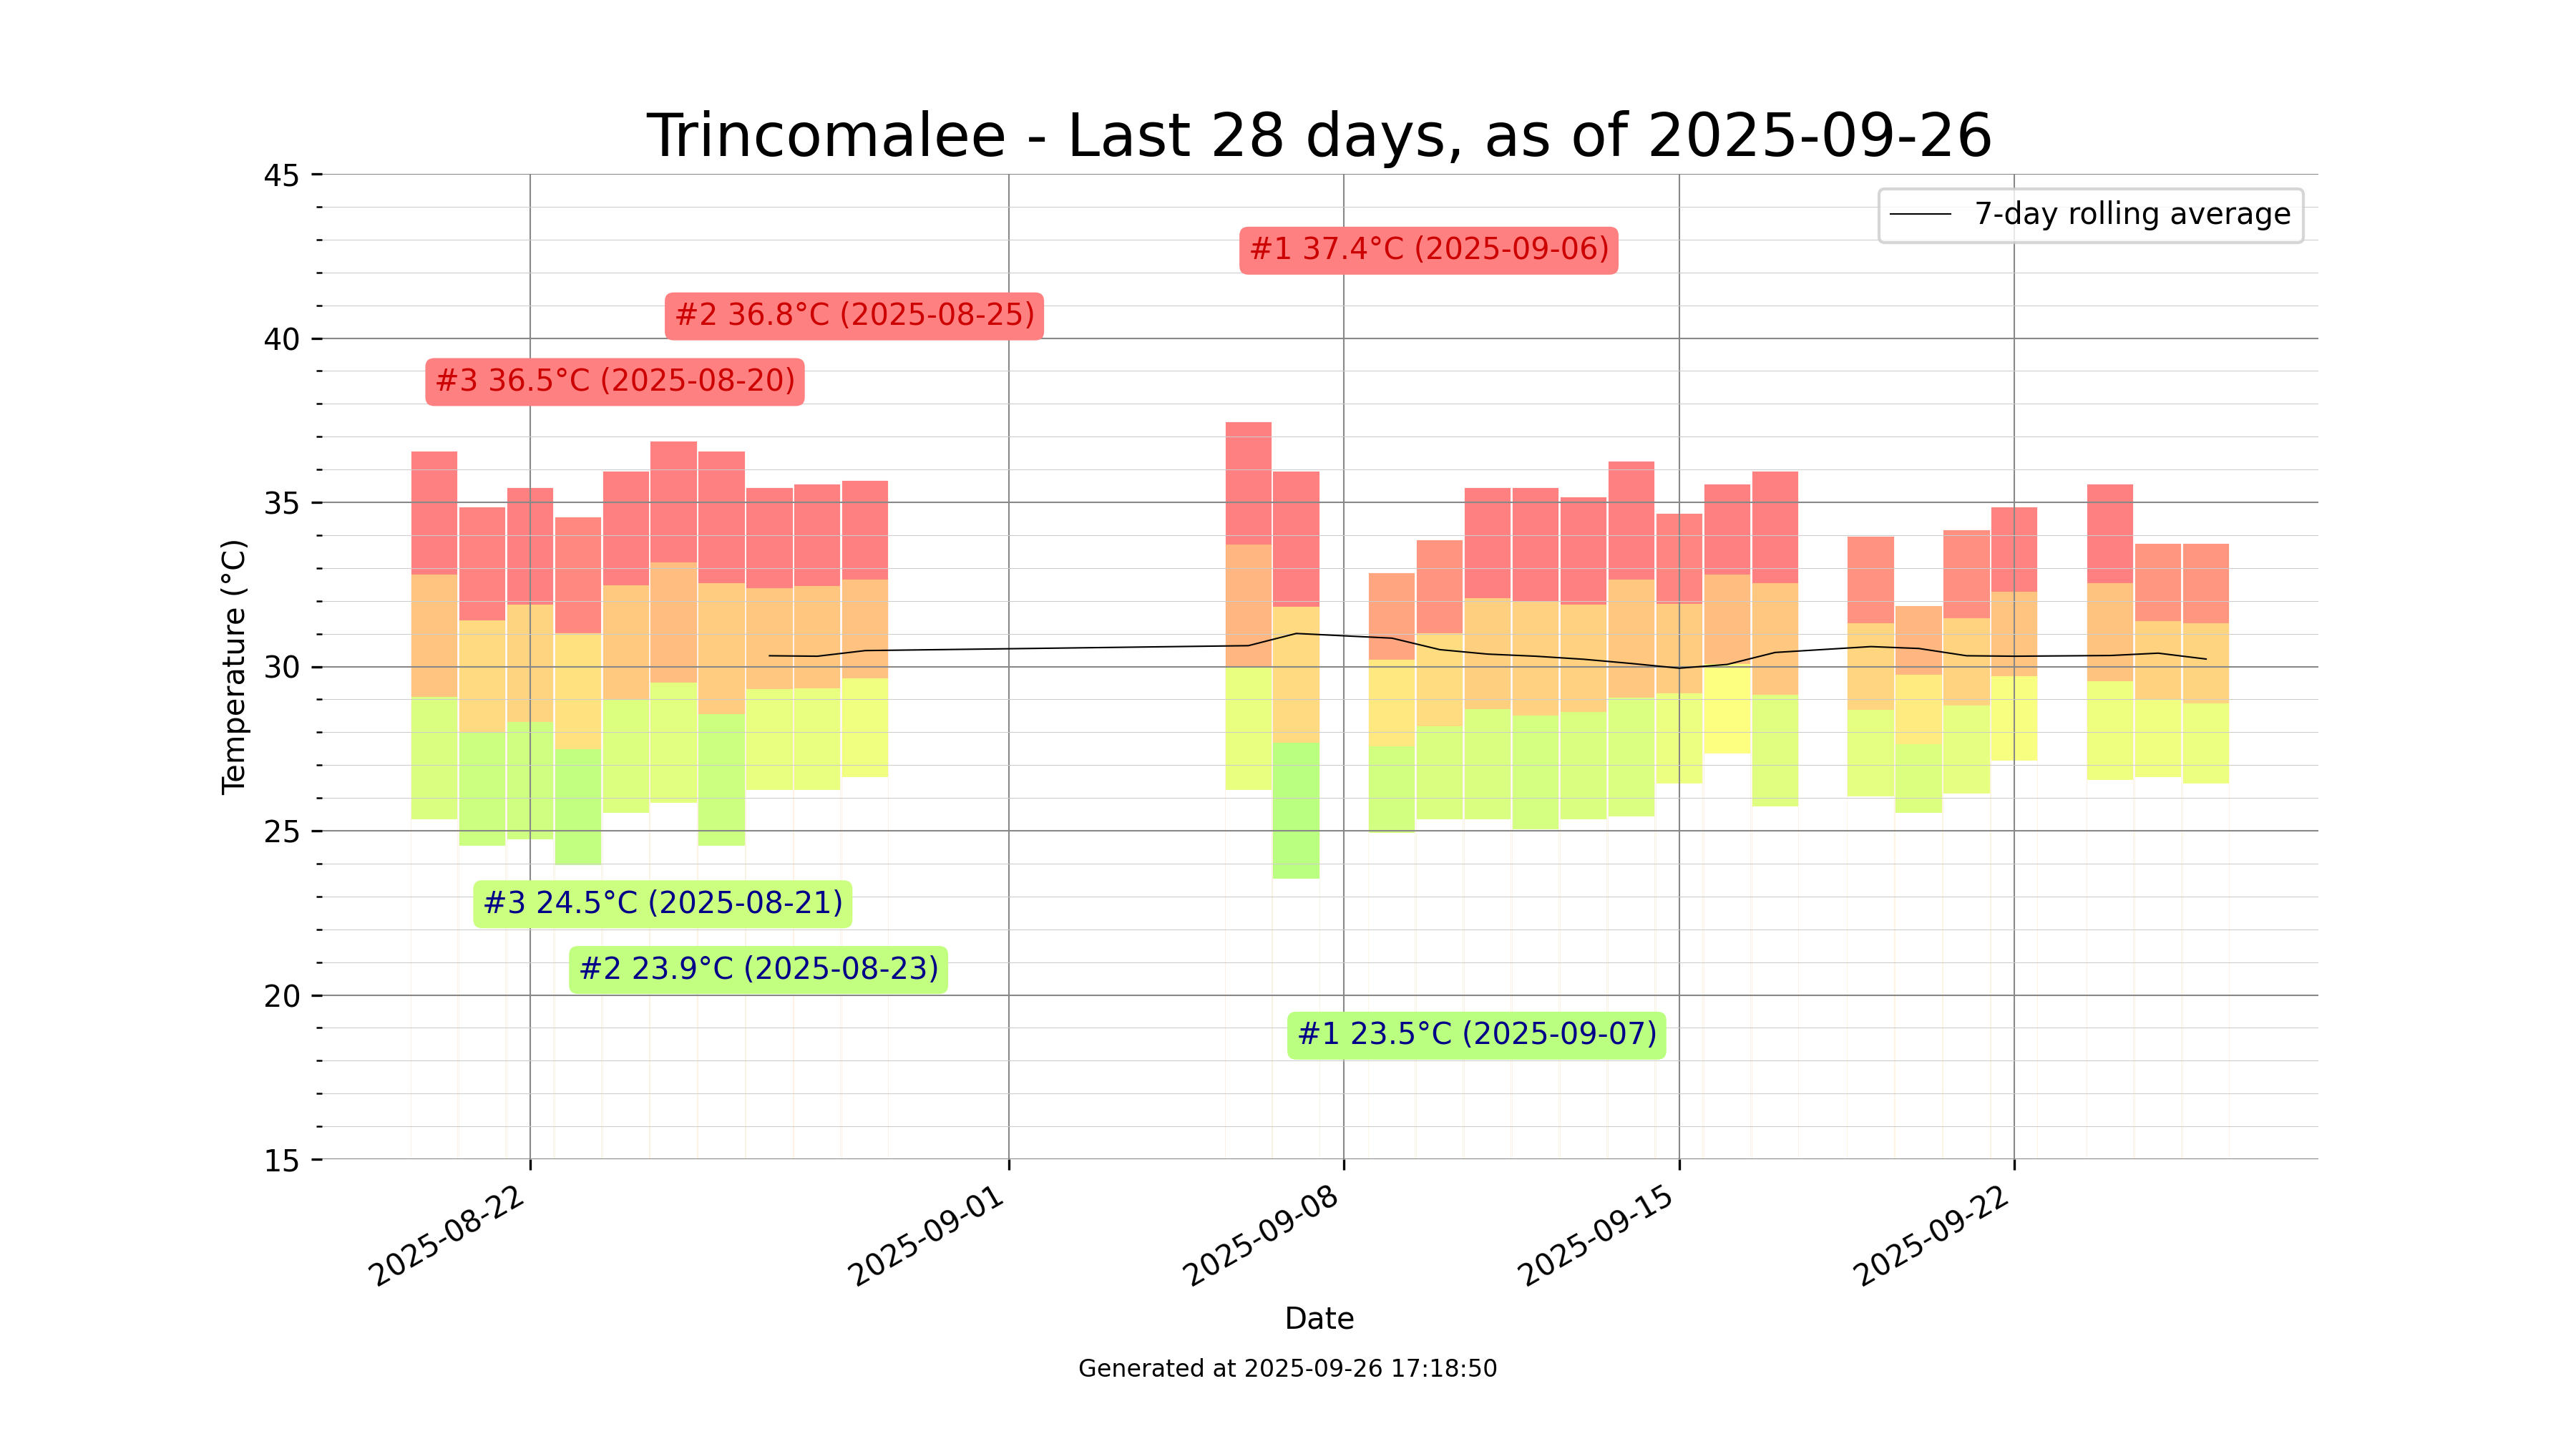 Trincomalee - Last 28 days, as of 2025-09-26
45
7-day rolling average
#1 37.4°C (2025-09-06)
#2 36.8°C (2025-08-25)
40
#3 36.5°C (2025-08-20)
35
Temperature (°C)
30
25
#3 24.5°C (2025-08-21)
#2 23.9°C (2025-08-23)
20
#1 23.5°C (2025-09-07)
15
2025-08-22
2025-09-01
2025-09-08
2025-09-15
2025-09-22
Date
Generated at 2025-09-26 17:18:50